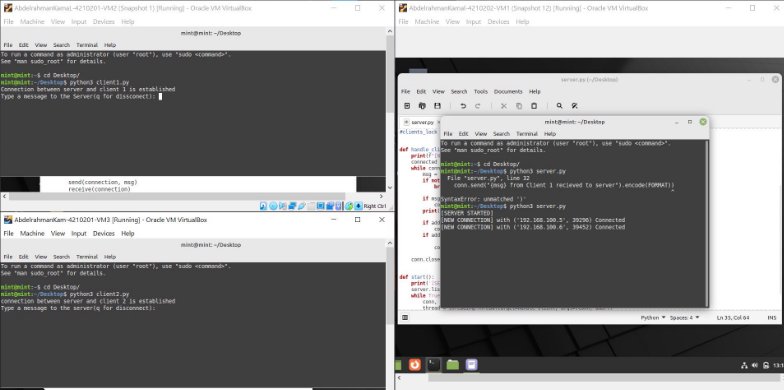 AbdelrahmanKamal-4210201-VM2 (Snapshot 1) [Running] - Oracle VM VirtualBox
File Machine View Input Devices Help
mint@mint: ~/Desktop
File Edit View Search Terminal Help
To run a command as administrator (user "root"), use "sudo <command>".
See "man sudo_root" for details.
mint@mint:~$ cd Desktop/
mint@mint:~/Desktop$ python3 client1.py
Connection between server and client 1 is established
Type a message to the Server(q for dissconect):
send(connection, msg)
receive(connection)
Right Ctrl
AbdelrahmanKam-4210201-VM3 [Running] - Oracle VM VirtualBox
File Machine View Input Devices Help
mint@mint: ~/Desktop
File Edit View Search Terminal Help
To run a command as administrator (user "root"), use "sudo <command>".
See "man sudo_root" for details.
mint@mint:~$ cd Desktop/
mint@mint:~/Desktop$ python3 client2.py
connection between server and client 2 is established
Type a message to the server(q for dissconnect):
AbdelrahmanKamal-4210202-VM1 (Snapshot 12) [Running] - Oracle VM VirtualBox
File Machine View Input Devices Help
server.py (~/Desktop)
File Edit View Search Tools Documents Help
server.py
#clients_lock
def handle_cl
print(f"[
connected
while con
msg =
if not
br
if ms
print
if ad
co
if ad
co
conn.clos
def start():
print('[SE
server.lis
while True
conn,
thread
mint@mint: ~/Desktop
File Edit View Search Terminal Help
To run a command as administrator (user "root"), use "sudo <command>".
See "man sudo_root" for details.
mint@mint:~$ cd Desktop/
mint@mint:~/Desktop$ python3 server.py
File "server.py", line 32
conn.send("{msg} from Client 1 recieved to server").encode(FORMAT))
^
SyntaxError: unmatched ')'
mint@mint:~/Desktop$ python3 server.py
[SERVER STARTED]
[NEW CONNECTION] with ('192.168.100.5', 39296) Connected
[NEW CONNECTION] with ('192.168.100.6', 39452) Connected
Python Spaces: 4 Ln 33, Col 64 INS